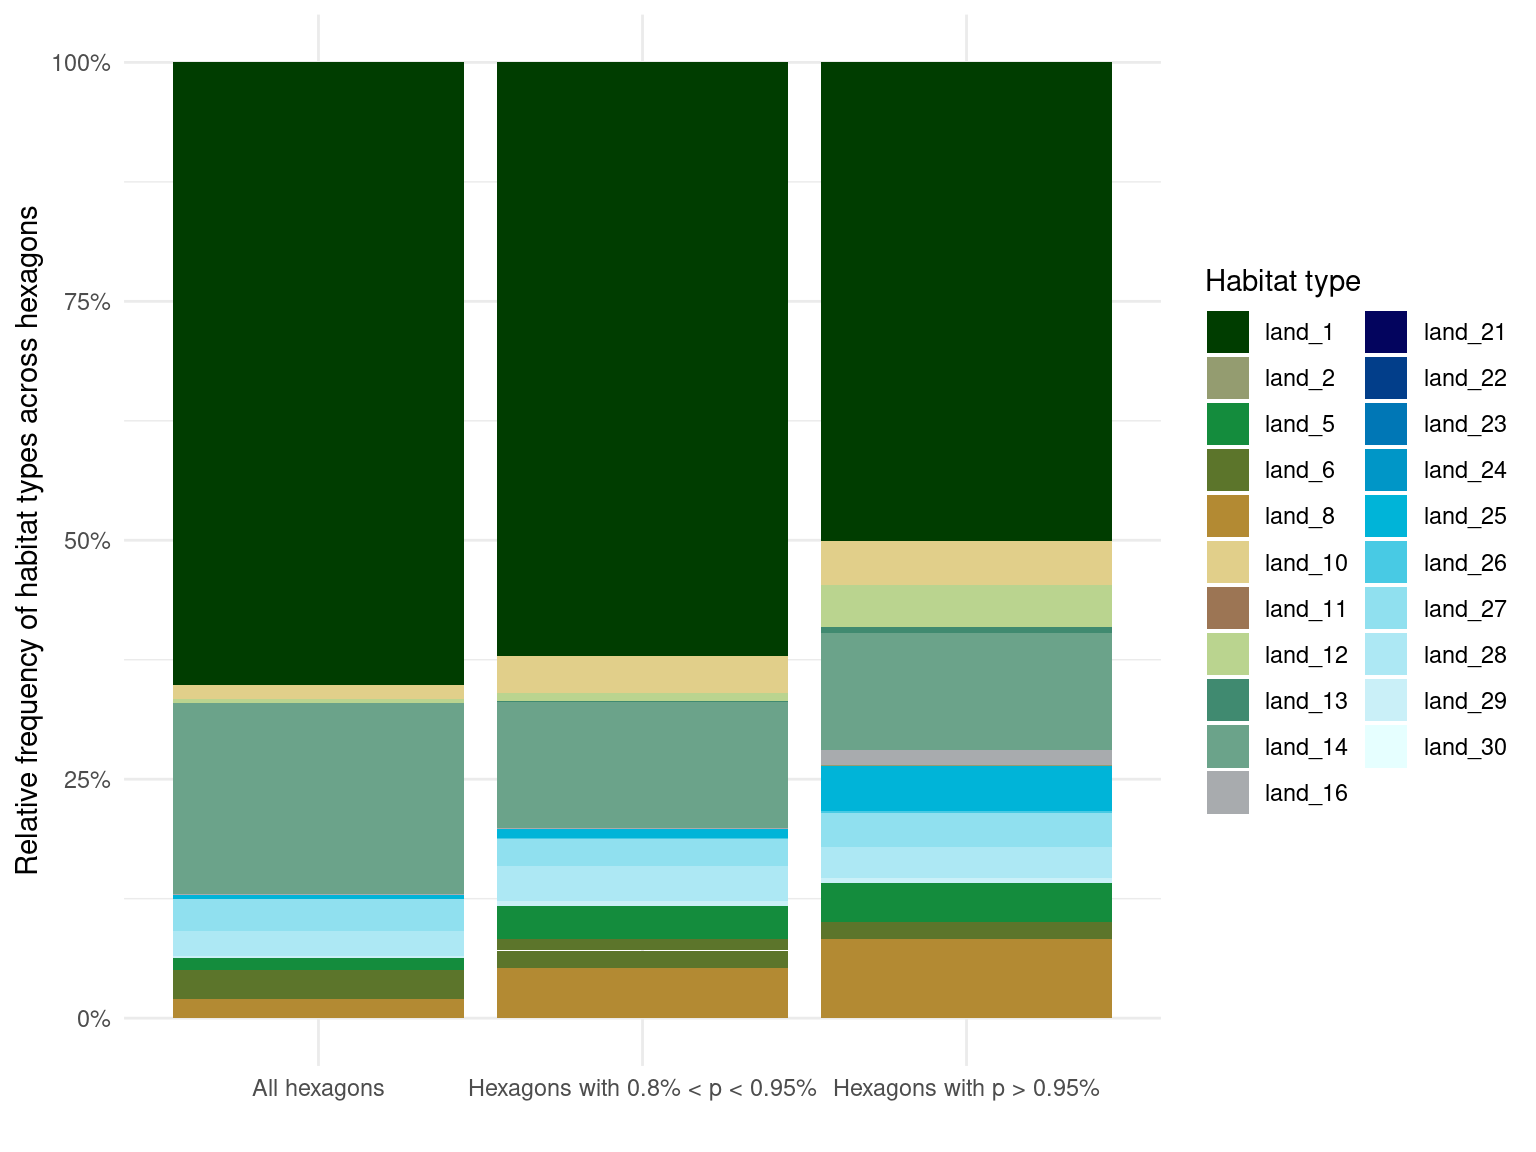 Relative frequency of habitat types across hexagons
100%
75%
50%
25%
0%
All hexagons
Hexagons with 0.8% < p < 0.95%
Hexagons with p > 0.95%
Habitat type
land_1
land_2
land_5
land_6
land_8
land_10
land_11
land_12
land_13
land_14
land_16
land_21
land_22
land_23
land_24
land_25
land_26
land_27
land_28
land_29
land_30